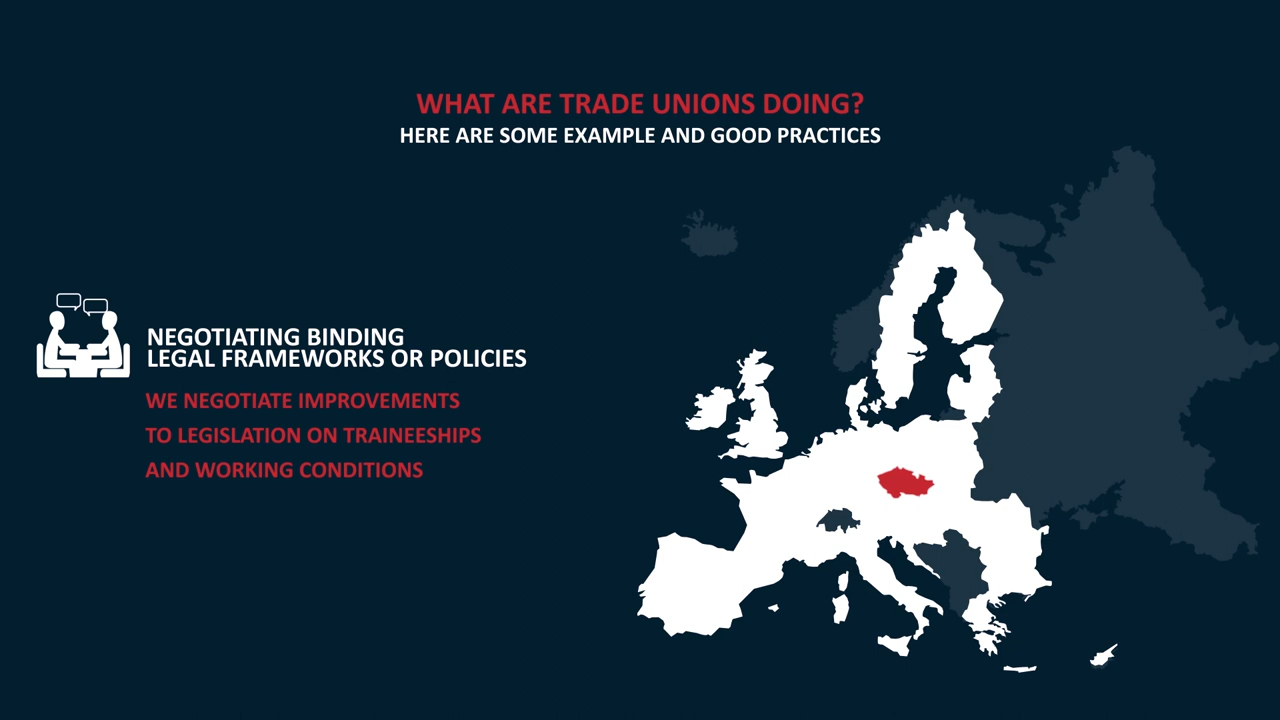 WHAT ARE TRADE UNIONS DOING?
HERE ARE SOME EXAMPLE AND GOOD PRACTICES
NEGOTIATING BINDING
LEGAL FRAMEWORKS OR POLICIES
WE NEGOTIATE IMPROVEMENTS
TO LEGISLATION ON TRAINEESHIPS
AND WORKING CONDITIONS